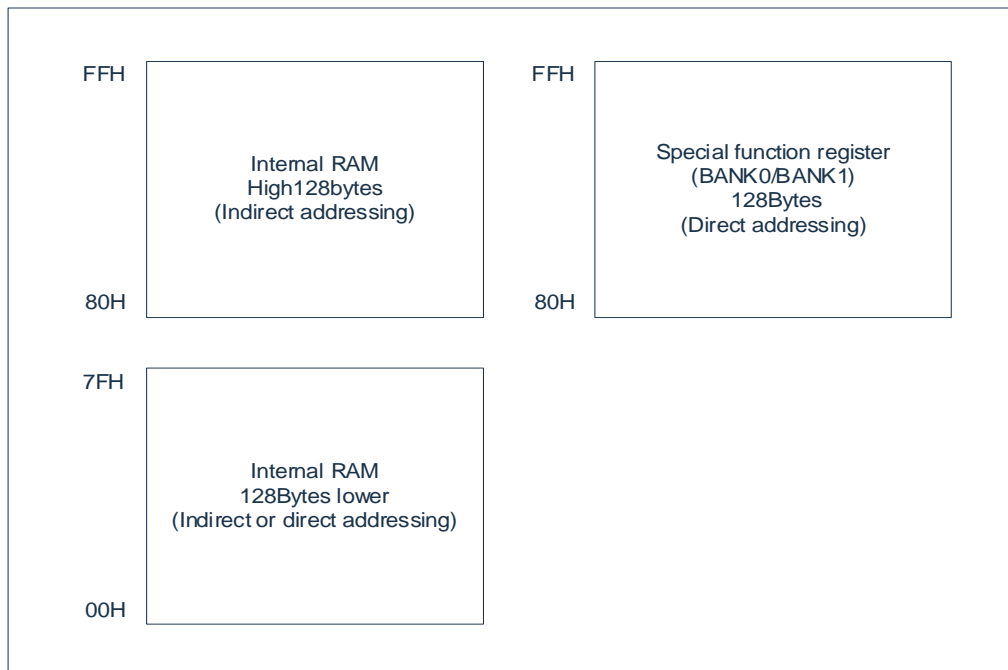 FFH
Internal RAM
High128bytes
(Indirect addressing)
80H
FFH
Special function register
(BANK0/BANK1)
128Bytes
(Direct addressing)
80H
7FH
Internal RAM
128Bytes lower
(Indirect or direct addressing)
00H